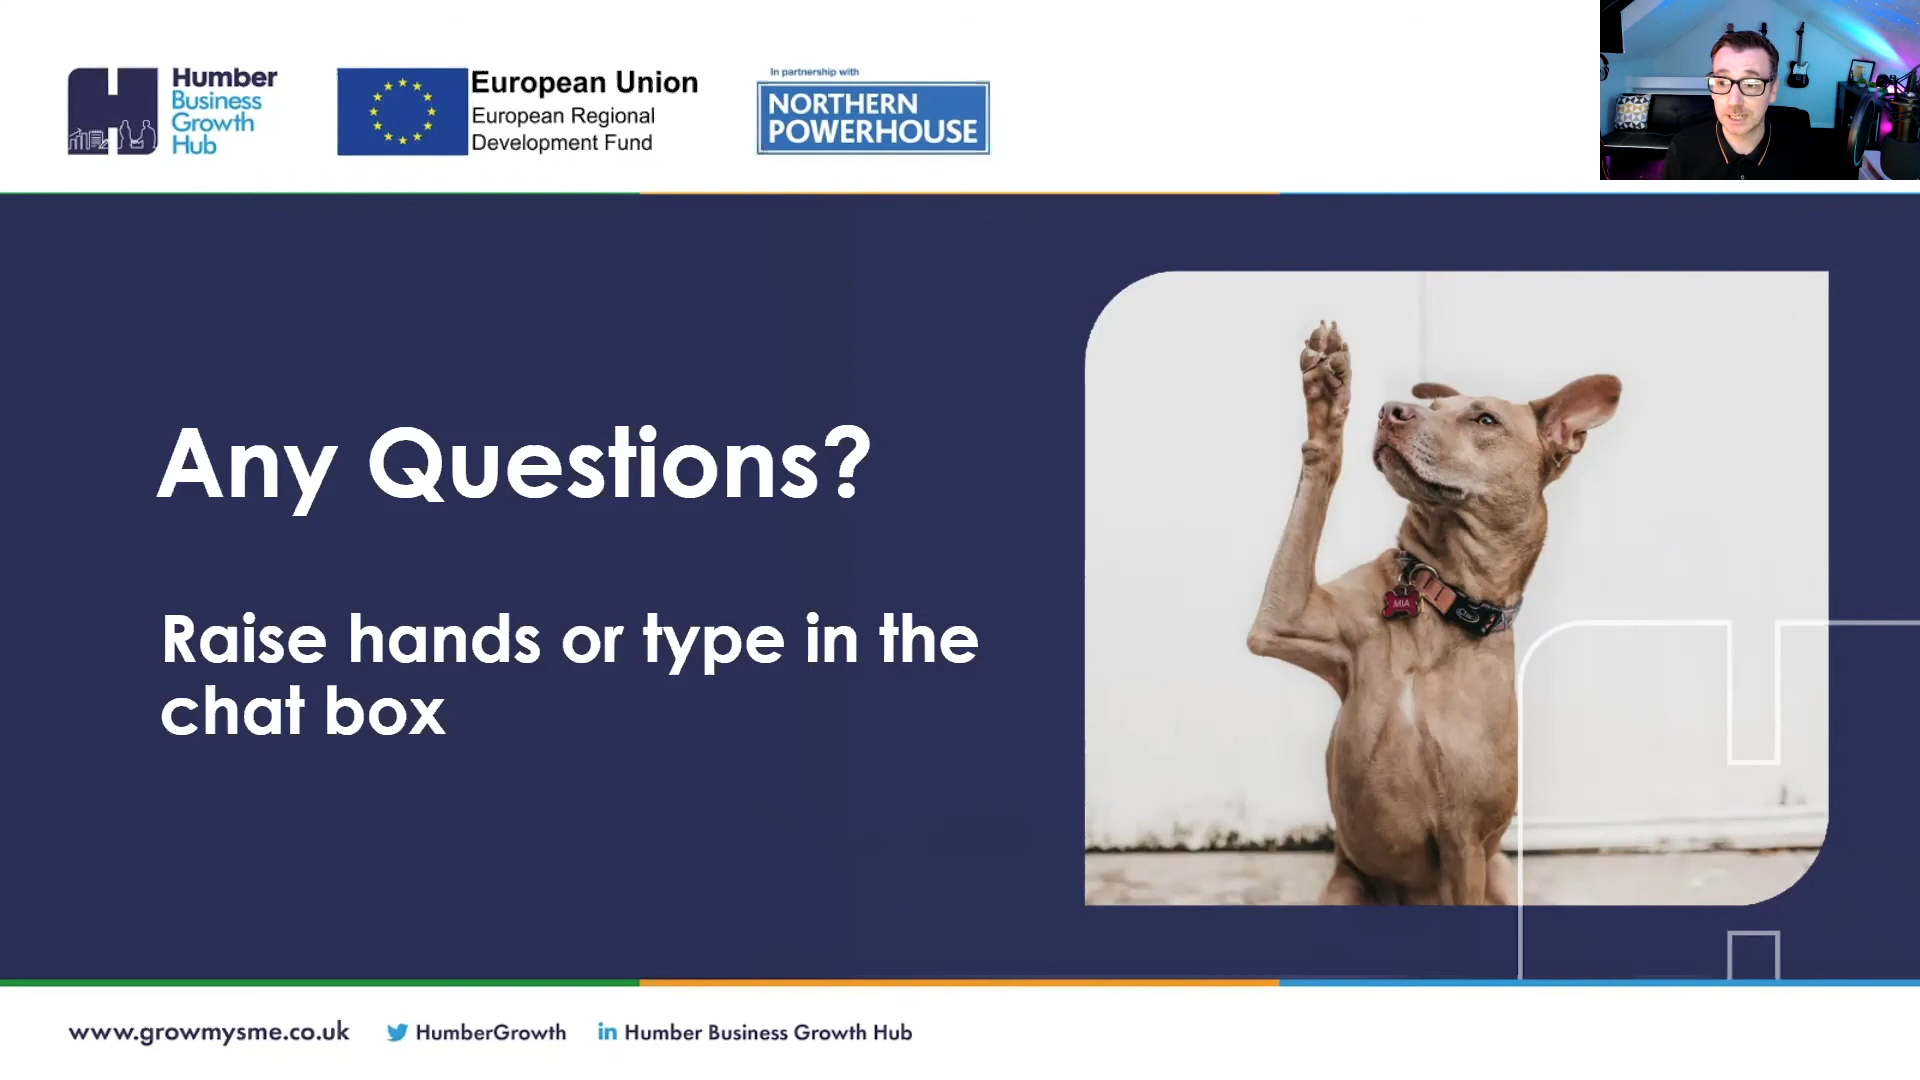 Humber
Business
Growth
Hub
European Union
European Regional
Development Fund
In partnership with
NORTHERN
POWERHOUSE
Any Questions?
Raise hands or type in the
chat box
MIA
www.growmysme.co.uk
HumberGrowth
in Humber Business Growth Hub